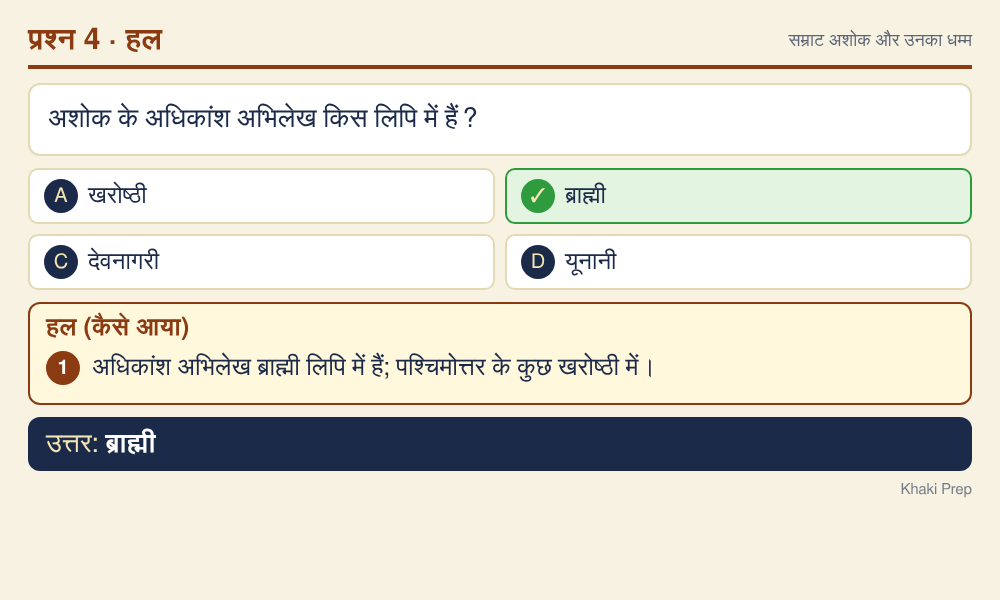 प्रश्न 4 · हल
सम्राट अशोक और उनका धम्म
अशोक के अधिकांश अभिलेख किस लिपि में हैं ?
A खरोष्ठी
✓ ब्राह्मी
C देवनागरी
D यूनानी
हल (कैसे आया)
1 अधिकांश अभिलेख ब्राह्मी लिपि में हैं; पश्चिमोत्तर के कुछ खरोष्ठी में।
उत्तर: ब्राह्मी
Khaki Prep